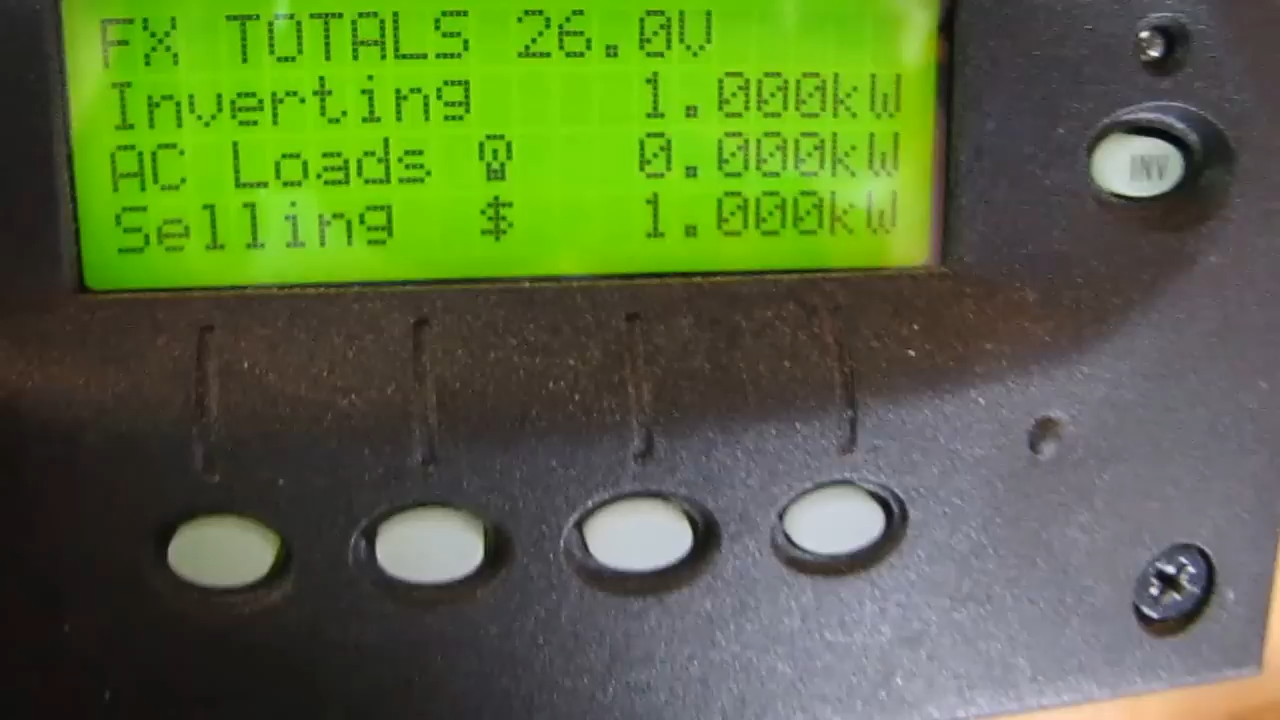 FX TOTALS 26.0V
Inverting 1.000kW
AC Loads 0.000kW
Selling $ 1.000kW
INV